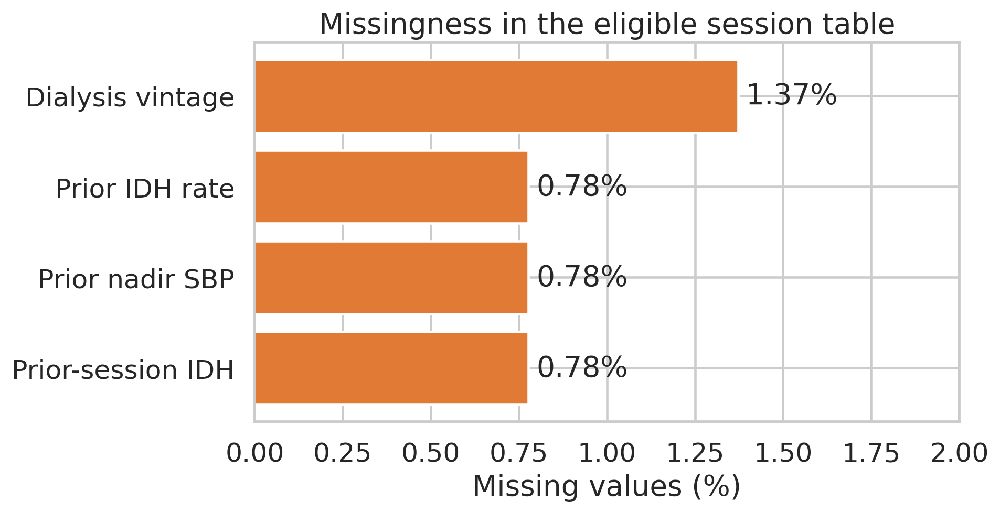 Missingness in the eligible session table
Dialysis vintage
1.37%
Prior IDH rate
0.78%
Prior nadir SBP
0.78%
Prior-session IDH
0.78%
0.00 0.25 0.50 0.75 1.00 1.25 1.50 1.75 2.00
Missing values (%)